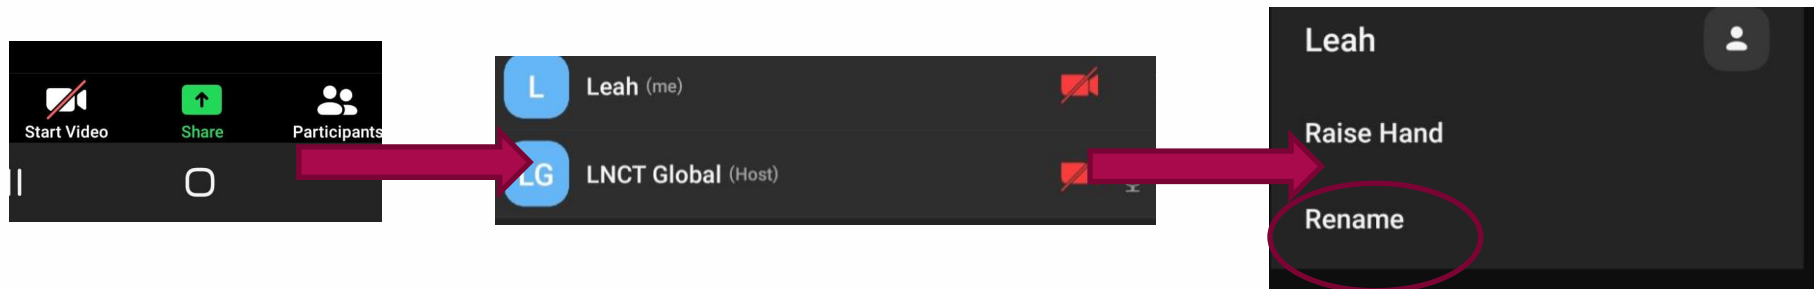 Start Video
Share
Participants
L
Leah (me)
LG
LNCT Global (Host)
Leah
Raise Hand
Rename